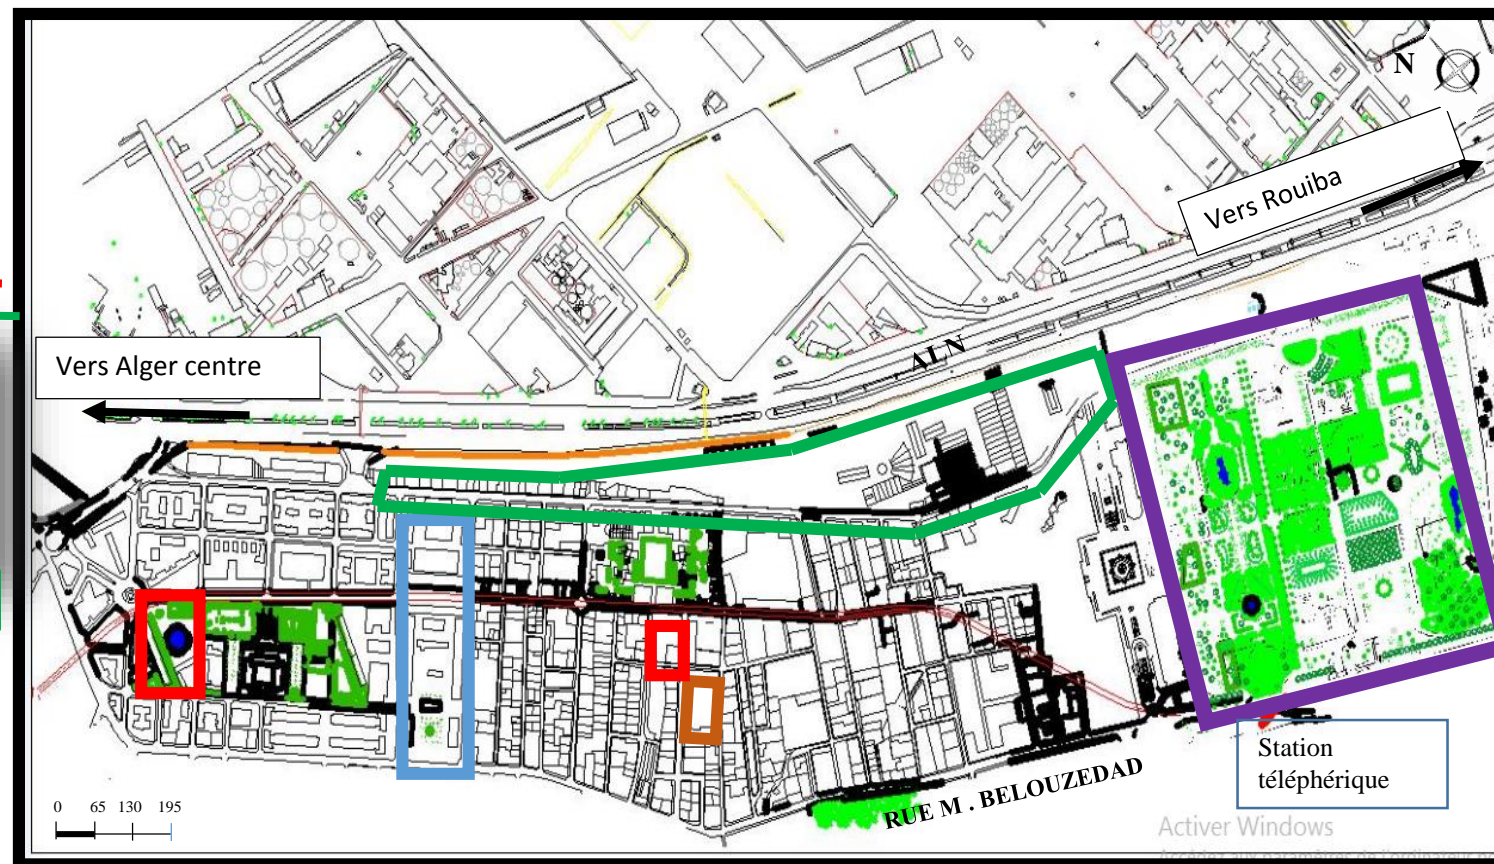 N
Vers Rouiba
Vers Alger centre
ALN
RUE M . BELOUZEDAD
Station
téléphérique
0 65 130 195
Activer Windows